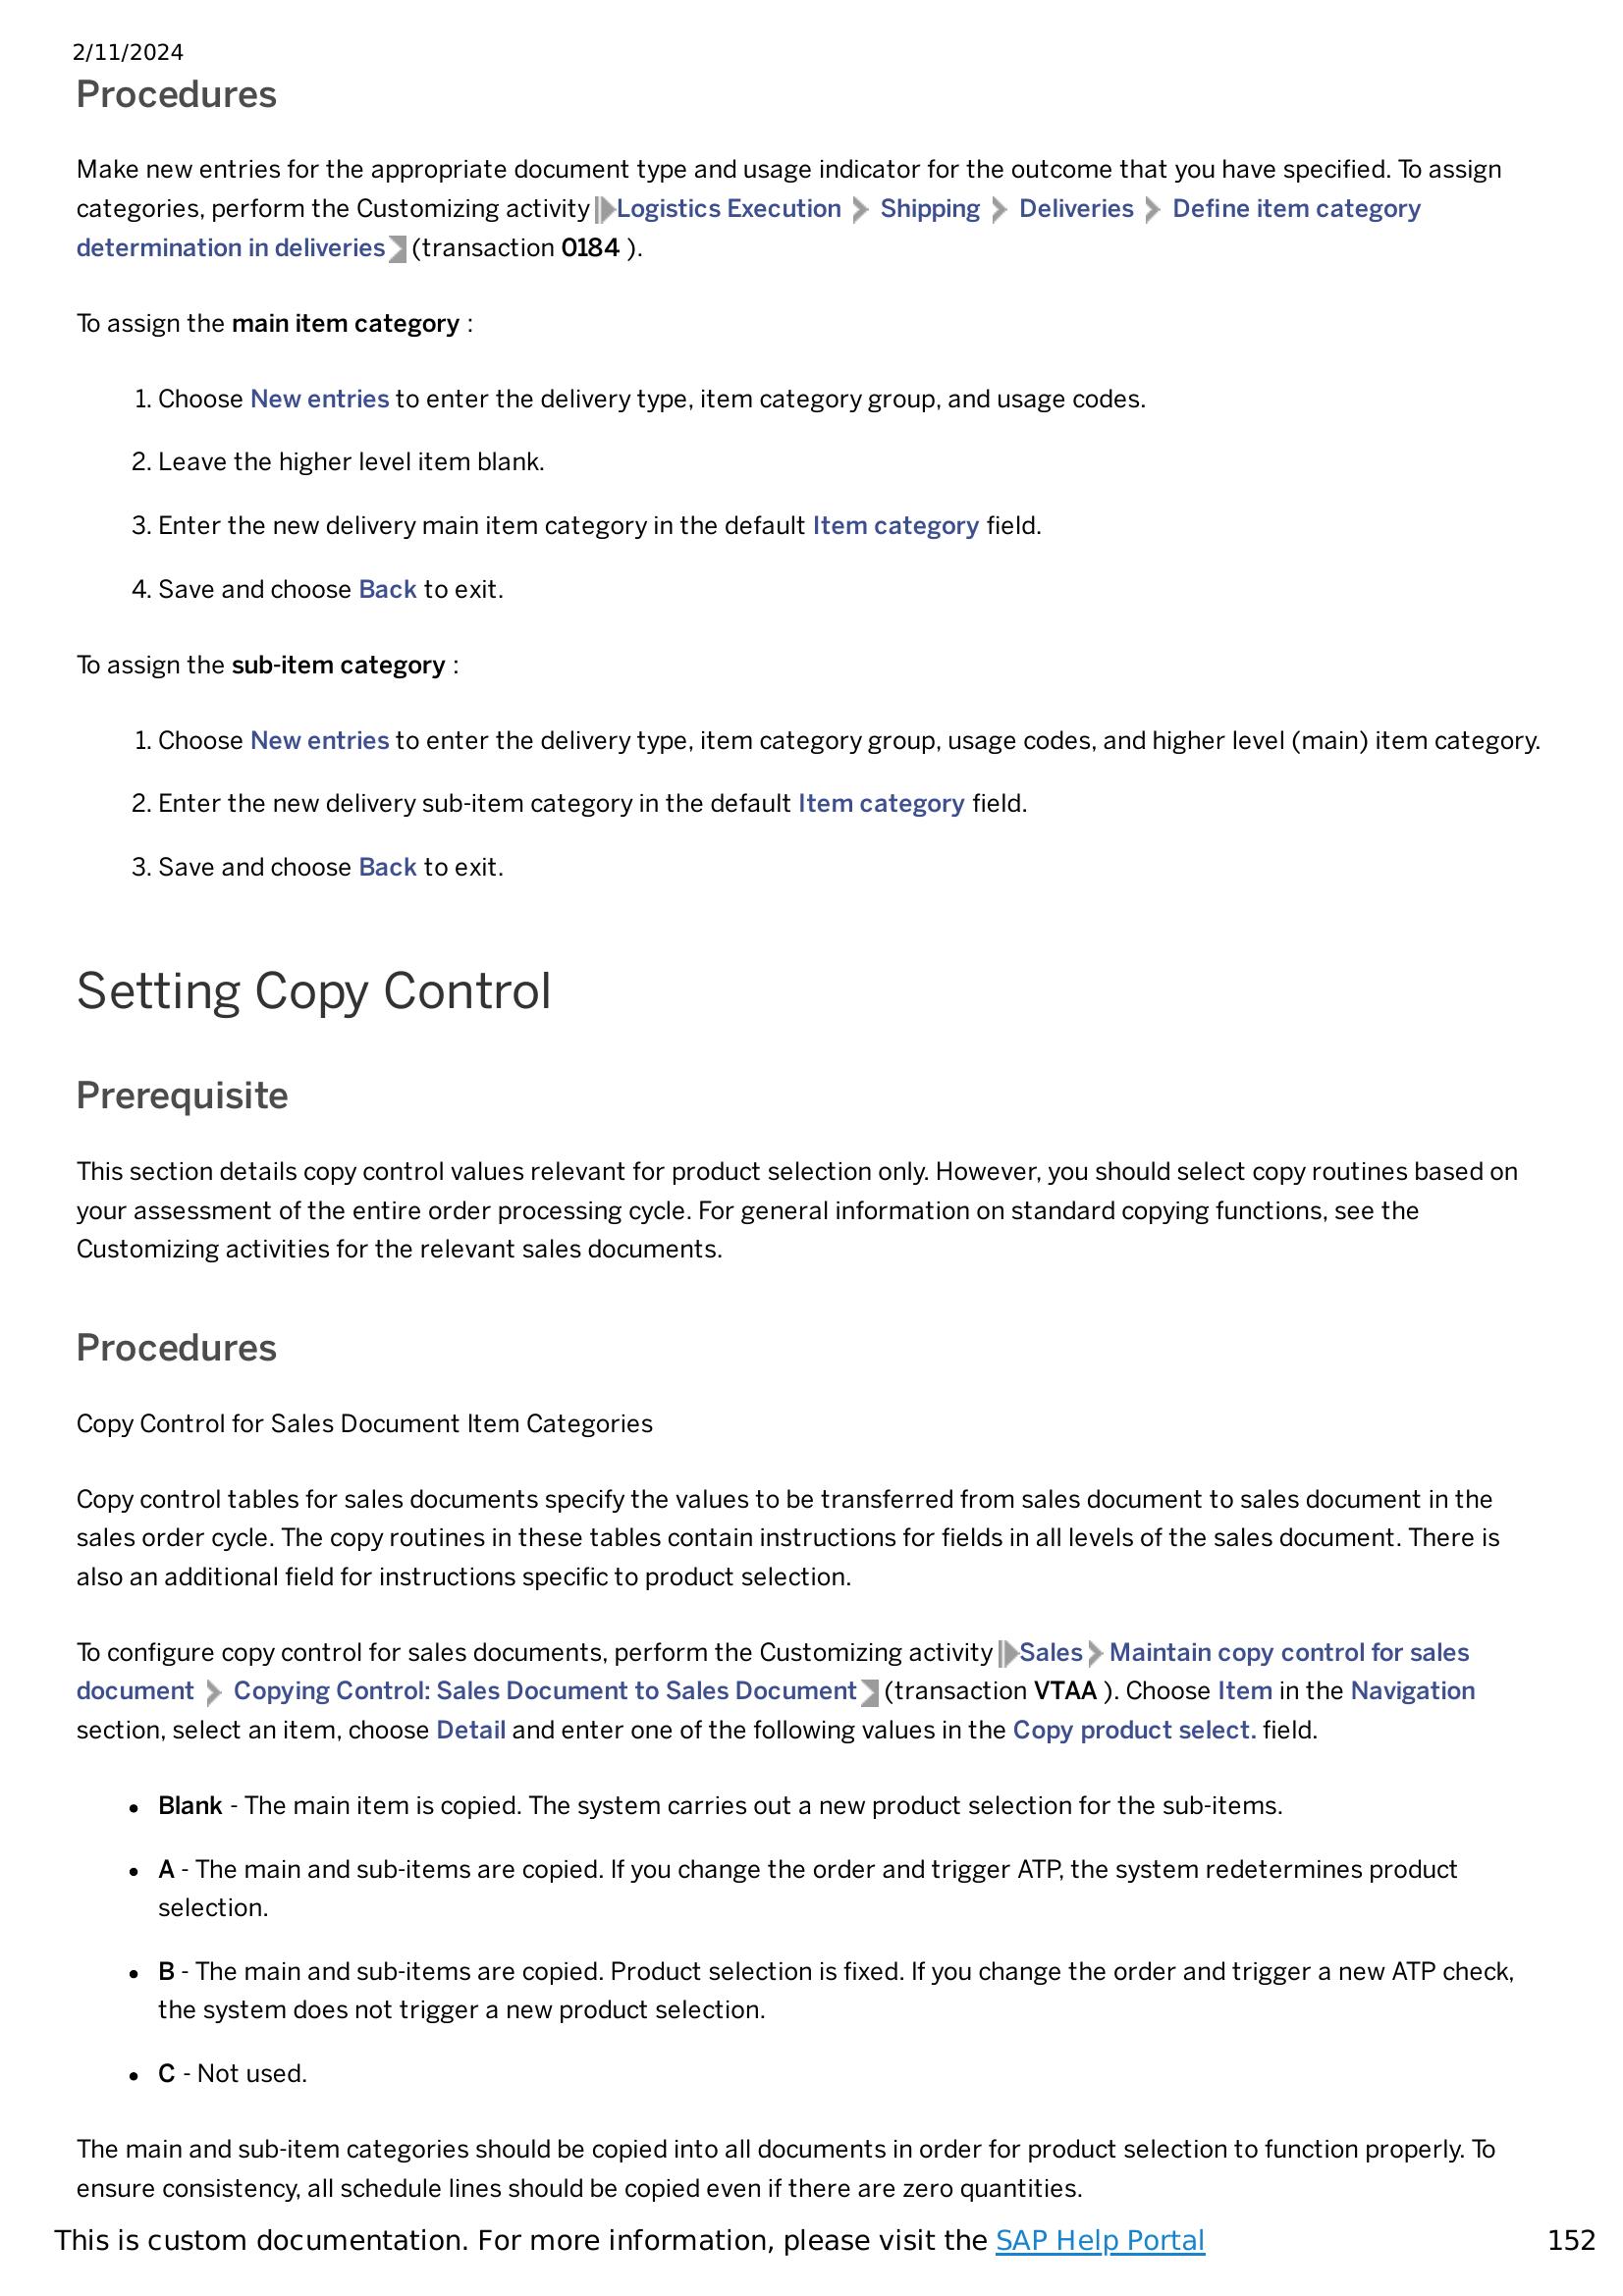 2/11/2024
Procedures
Make new entries for the appropriate document type and usage indicator for the outcome that you have specified. To assign
categories, perform the Customizing activity Logistics Execution Shipping Deliveries Define item category
determination in deliveries (transaction 0184 ).
To assign the main item category :
1. Choose New entries to enter the delivery type, item category group, and usage codes.
2. Leave the higher level item blank.
3. Enter the new delivery main item category in the default Item category field.
4. Save and choose Back to exit.
To assign the sub-item category :
1. Choose New entries to enter the delivery type, item category group, usage codes, and higher level (main) item category.
2. Enter the new delivery sub-item category in the default Item category field.
3. Save and choose Back to exit.
Setting Copy Control
Prerequisite
This section details copy control values relevant for product selection only. However, you should select copy routines based on
your assessment of the entire order processing cycle. For general information on standard copying functions, see the
Customizing activities for the relevant sales documents.
Procedures
Copy Control for Sales Document Item Categories
Copy control tables for sales documents specify the values to be transferred from sales document to sales document in the
sales order cycle. The copy routines in these tables contain instructions for fields in all levels of the sales document. There is
also an additional field for instructions specific to product selection.
To configure copy control for sales documents, perform the Customizing activity Sales Maintain copy control for sales
document Copying Control: Sales Document to Sales Document (transaction VTAA ). Choose Item in the Navigation
section, select an item, choose Detail and enter one of the following values in the Copy product select. field.
• Blank - The main item is copied. The system carries out a new product selection for the sub-items.
• A - The main and sub-items are copied. If you change the order and trigger ATP, the system redetermines product
selection.
• B - The main and sub-items are copied. Product selection is fixed. If you change the order and trigger a new ATP check,
the system does not trigger a new product selection.
• C - Not used.
The main and sub-item categories should be copied into all documents in order for product selection to function properly. To
ensure consistency, all schedule lines should be copied even if there are zero quantities.
This is custom documentation. For more information, please visit the SAP Help Portal 152